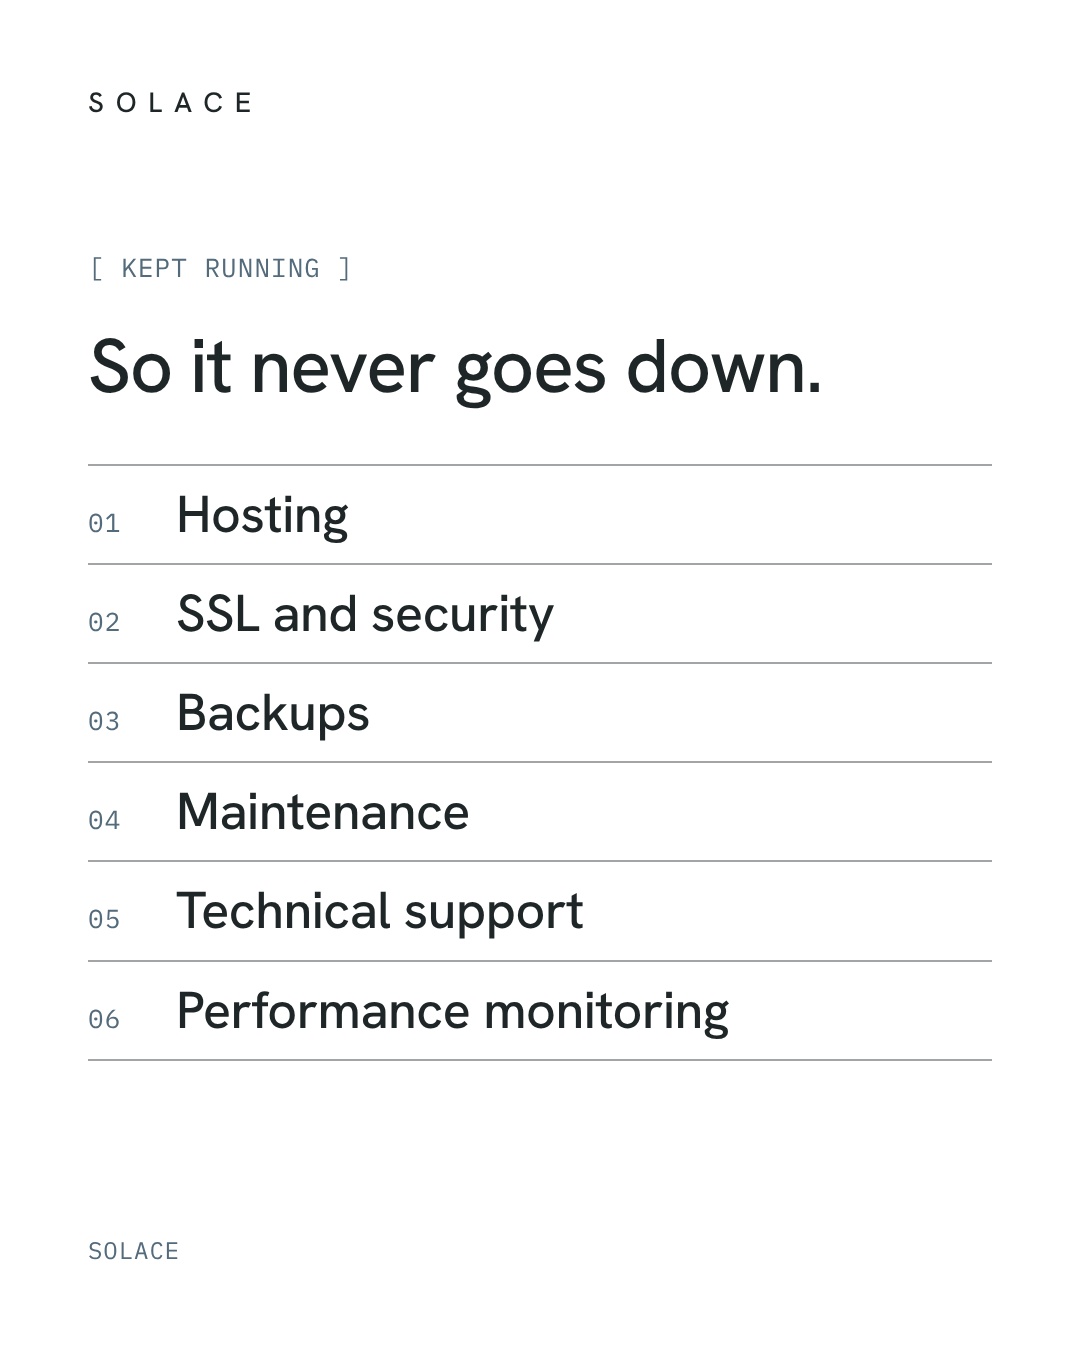 SOLACE
[ KEPT RUNNING ]
So it never goes down.
01 Hosting
02 SSL and security
03 Backups
04 Maintenance
05 Technical support
06 Performance monitoring
SOLACE